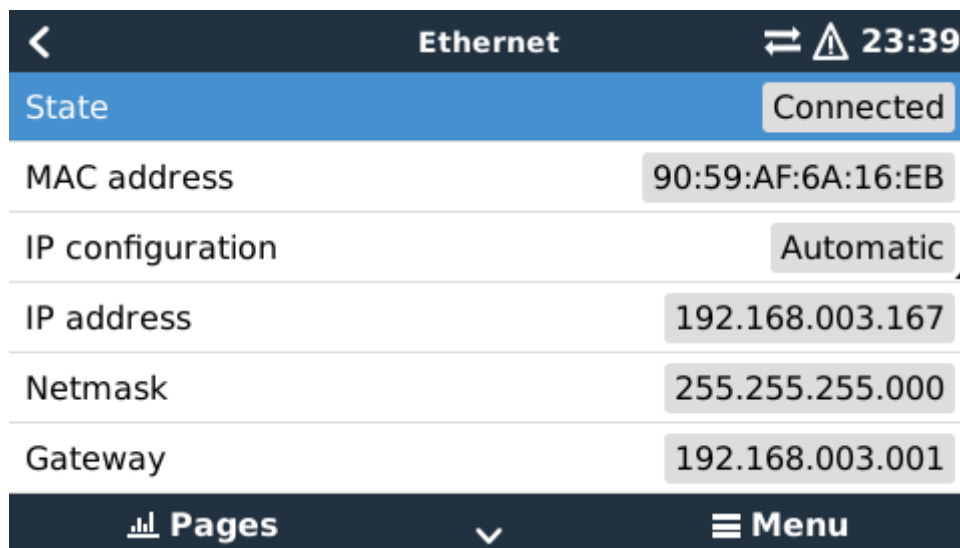 Ethernet 23:39
State Connected
MAC address 90:59:AF:6A:16:EB
IP configuration Automatic
IP address 192.168.003.167
Netmask 255.255.255.000
Gateway 192.168.003.001
Pages Menu